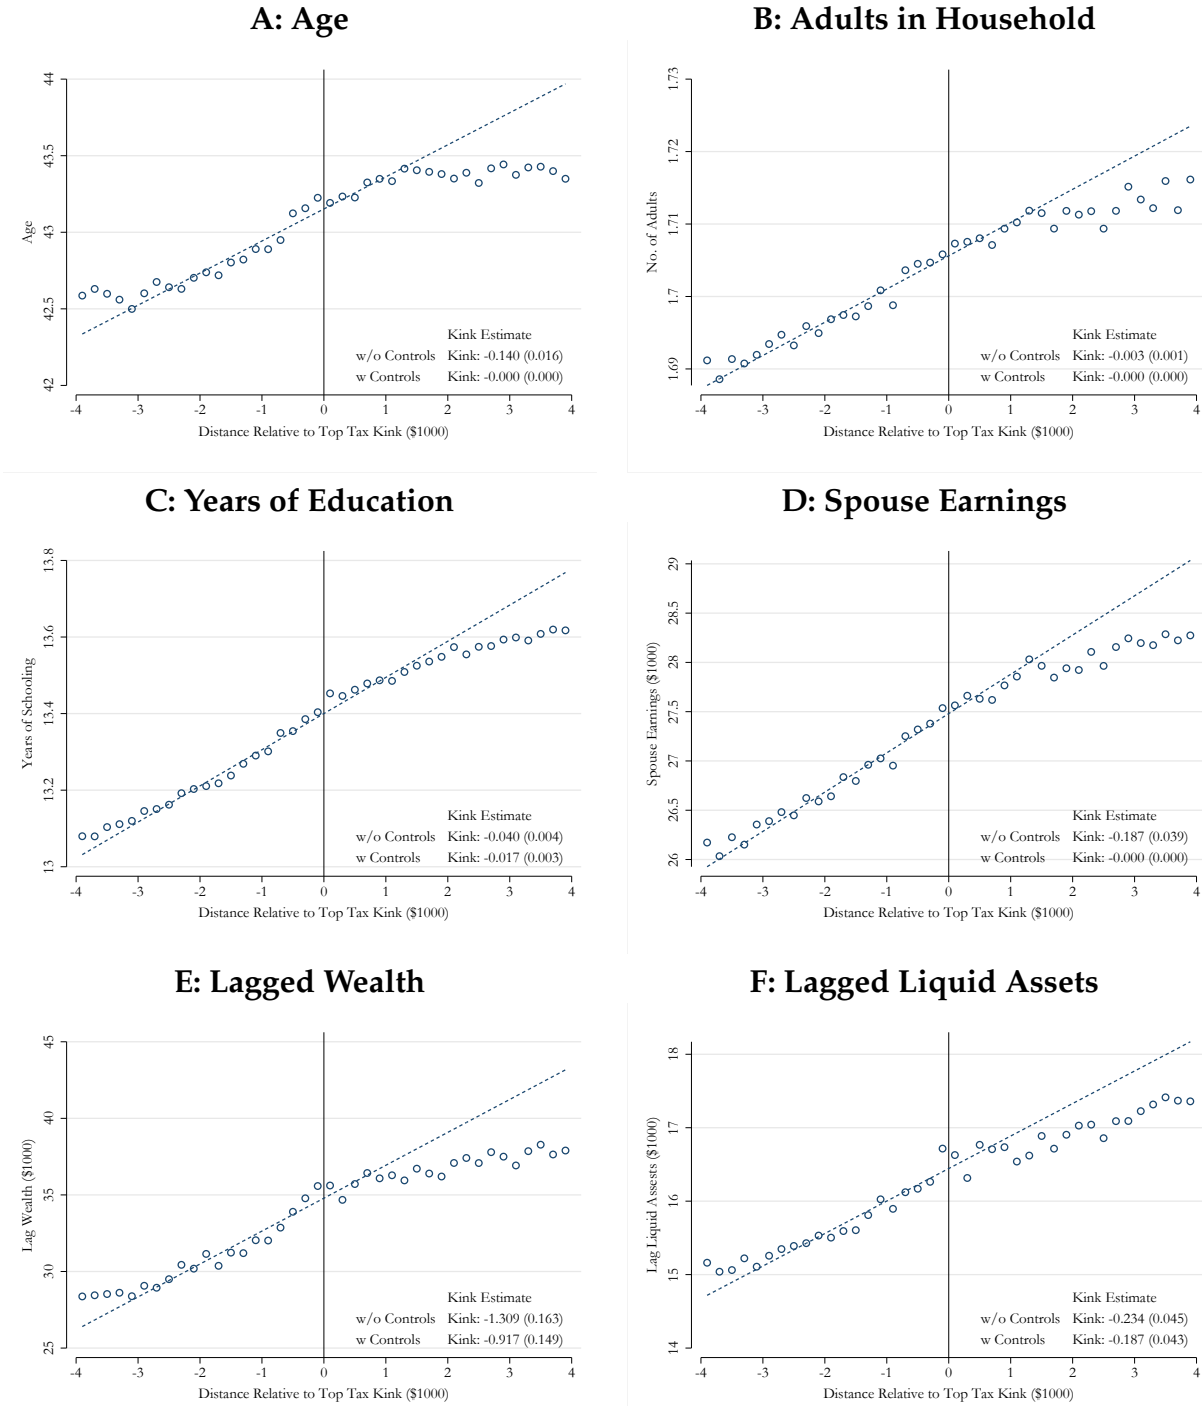 A: Age
44
43.5
43
42.5
42
Age
Kink Estimate
w/o Controls Kink: -0.140 (0.016)
w Controls Kink: -0.000 (0.000)
-4 -3 -2 -1 0 1 2 3 4
Distance Relative to Top Tax Kink ($1000)
B: Adults in Household
1.73
1.72
1.71
1.7
1.69
No. of Adults
Kink Estimate
w/o Controls Kink: -0.003 (0.001)
w Controls Kink: -0.000 (0.000)
-4 -3 -2 -1 0 1 2 3 4
Distance Relative to Top Tax Kink ($1000)
C: Years of Education
13.8
13.6
13.4
13.2
13
Years of Schooling
Kink Estimate
w/o Controls Kink: -0.040 (0.004)
w Controls Kink: -0.017 (0.003)
-4 -3 -2 -1 0 1 2 3 4
Distance Relative to Top Tax Kink ($1000)
D: Spouse Earnings
29
28.5
28
27.5
27
26.5
26
Spouse Earnings ($1000)
Kink Estimate
w/o Controls Kink: -0.187 (0.039)
w Controls Kink: -0.000 (0.000)
-4 -3 -2 -1 0 1 2 3 4
Distance Relative to Top Tax Kink ($1000)
E: Lagged Wealth
45
40
35
30
25
Lag Wealth ($1000)
Kink Estimate
w/o Controls Kink: -1.309 (0.163)
w Controls Kink: -0.917 (0.149)
-4 -3 -2 -1 0 1 2 3 4
Distance Relative to Top Tax Kink ($1000)
F: Lagged Liquid Assets
18
17
16
15
14
Lag Liquid Assests ($1000)
Kink Estimate
w/o Controls Kink: -0.234 (0.045)
w Controls Kink: -0.187 (0.043)
-4 -3 -2 -1 0 1 2 3 4
Distance Relative to Top Tax Kink ($1000)